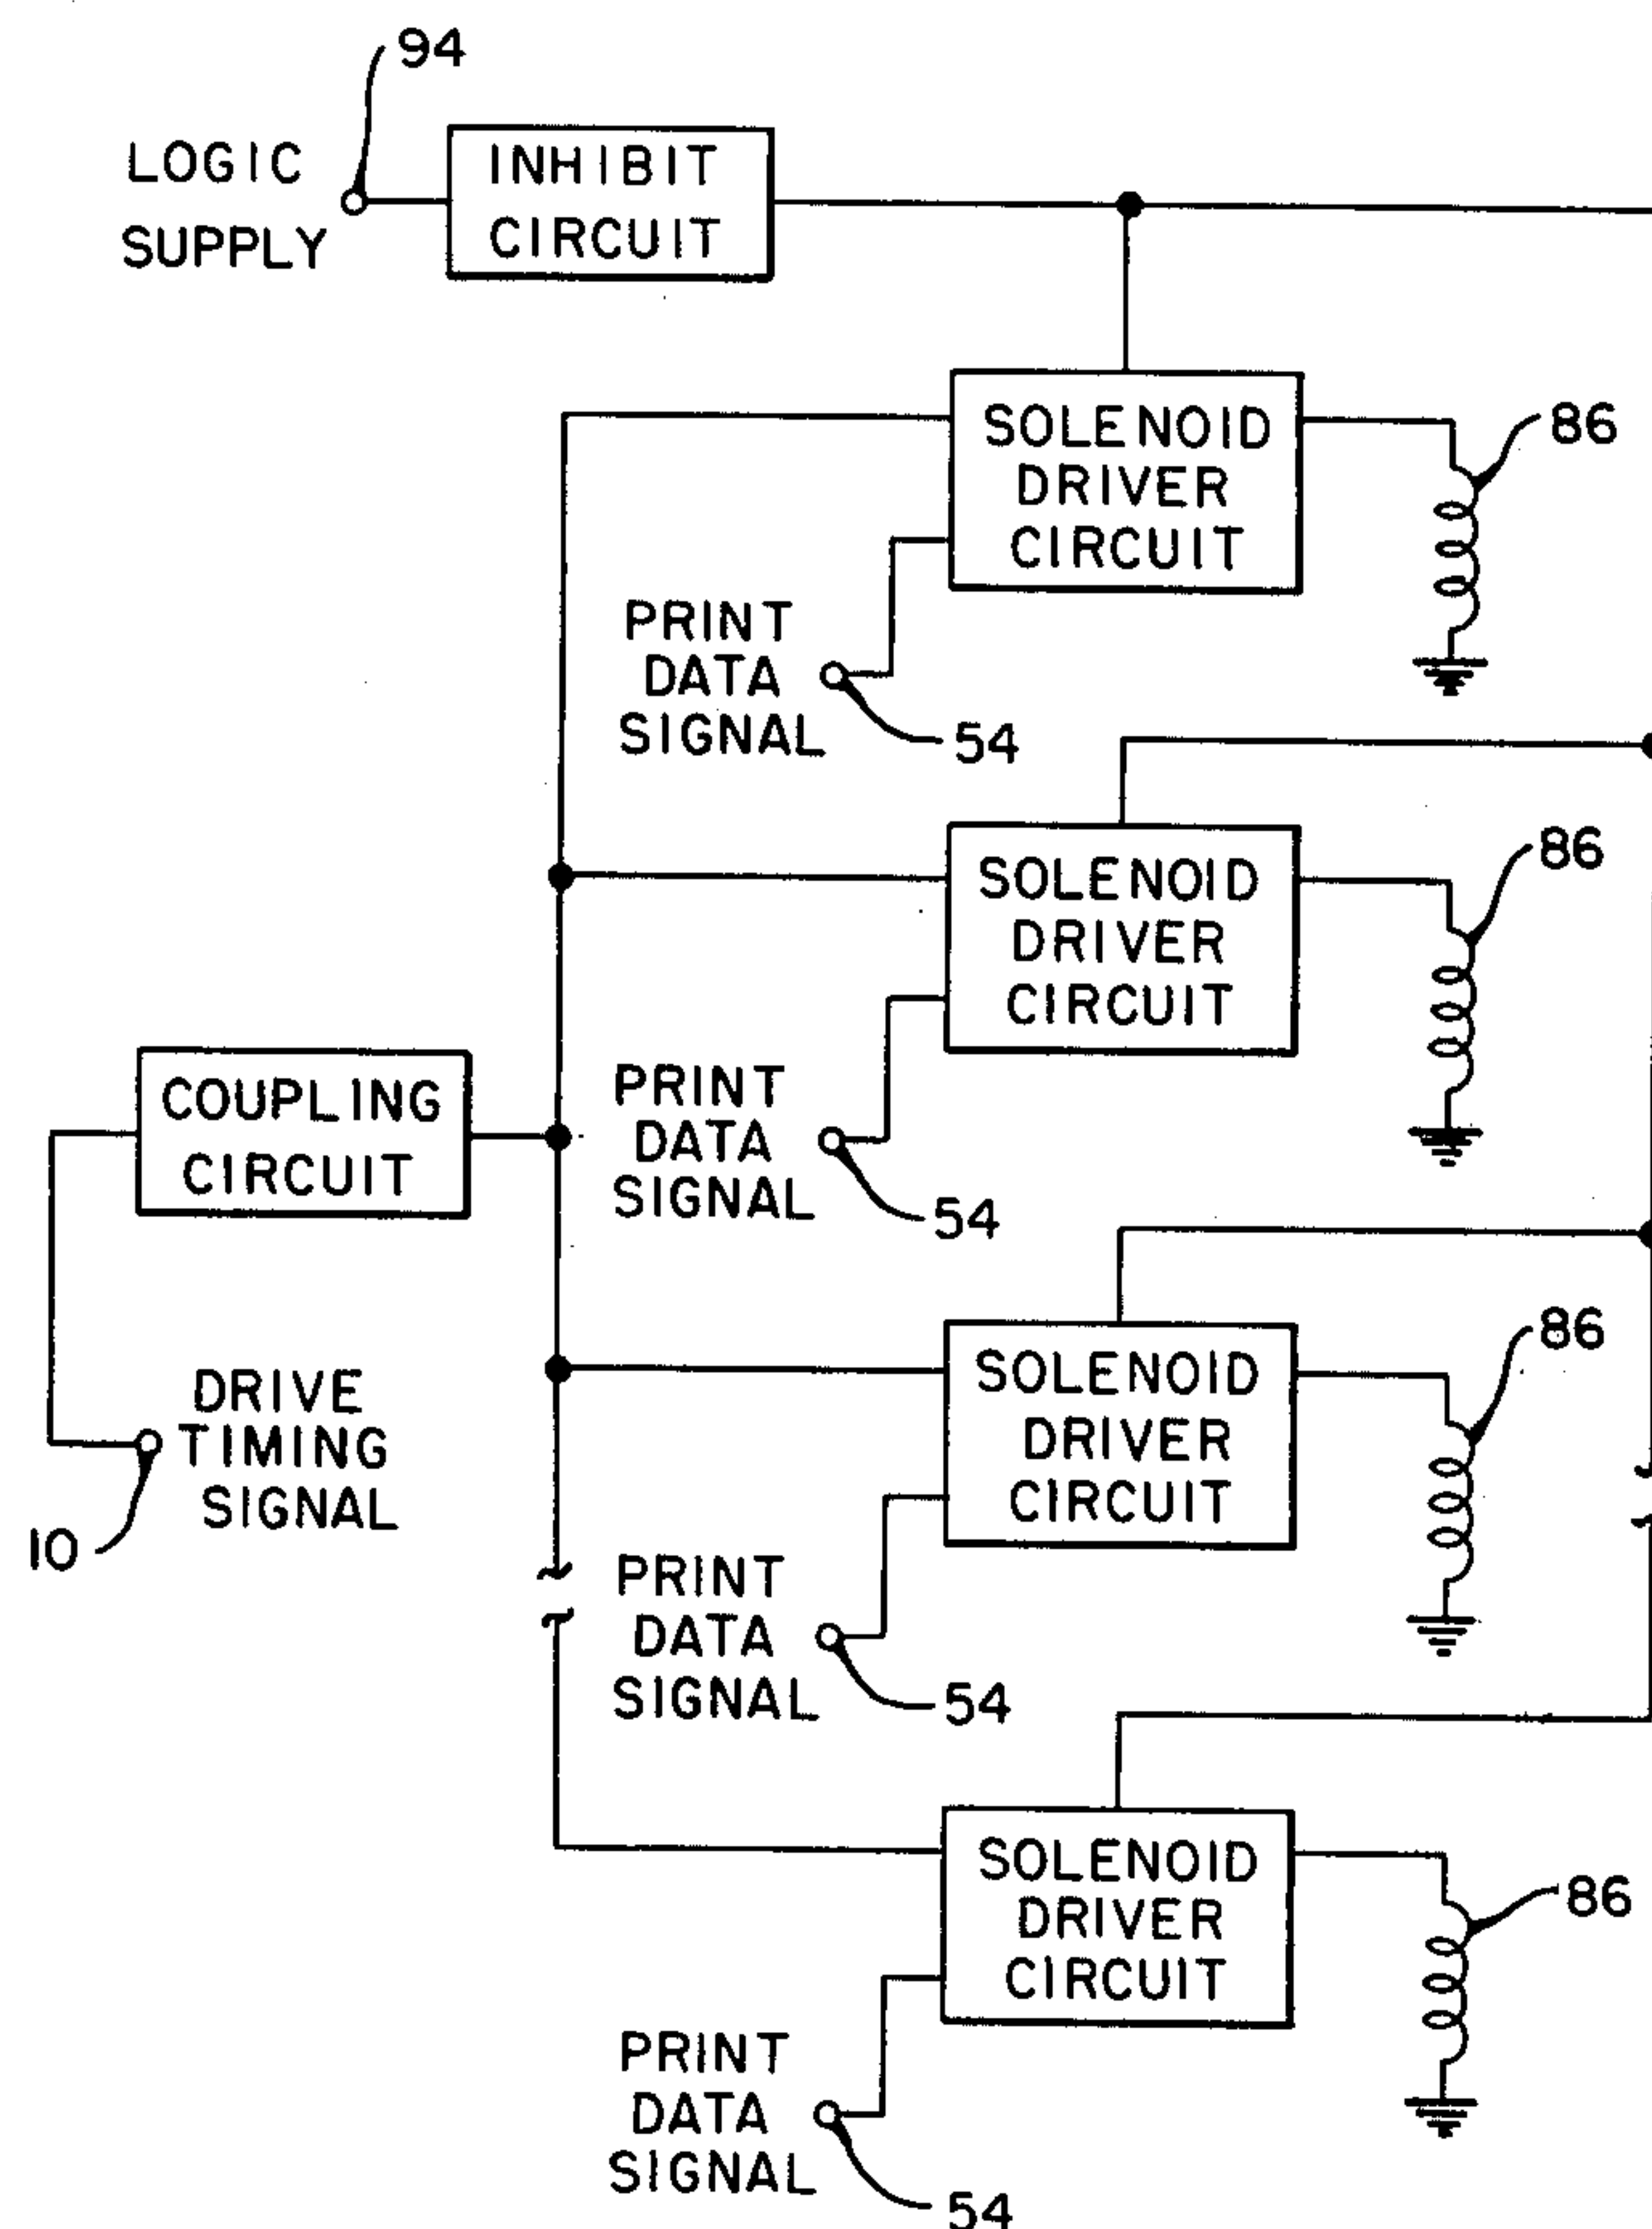 94
LOGIC
SUPPLY
INHIBIT
CIRCUIT
SOLENOID
DRIVER
CIRCUIT
86
PRINT
DATA
SIGNAL
54
SOLENOID
DRIVER
CIRCUIT
86
COUPLING
CIRCUIT
PRINT
DATA
SIGNAL
54
DRIVE
TIMING
SIGNAL
10
SOLENOID
DRIVER
CIRCUIT
86
PRINT
DATA
SIGNAL
54
SOLENOID
DRIVER
CIRCUIT
86
PRINT
DATA
SIGNAL
54